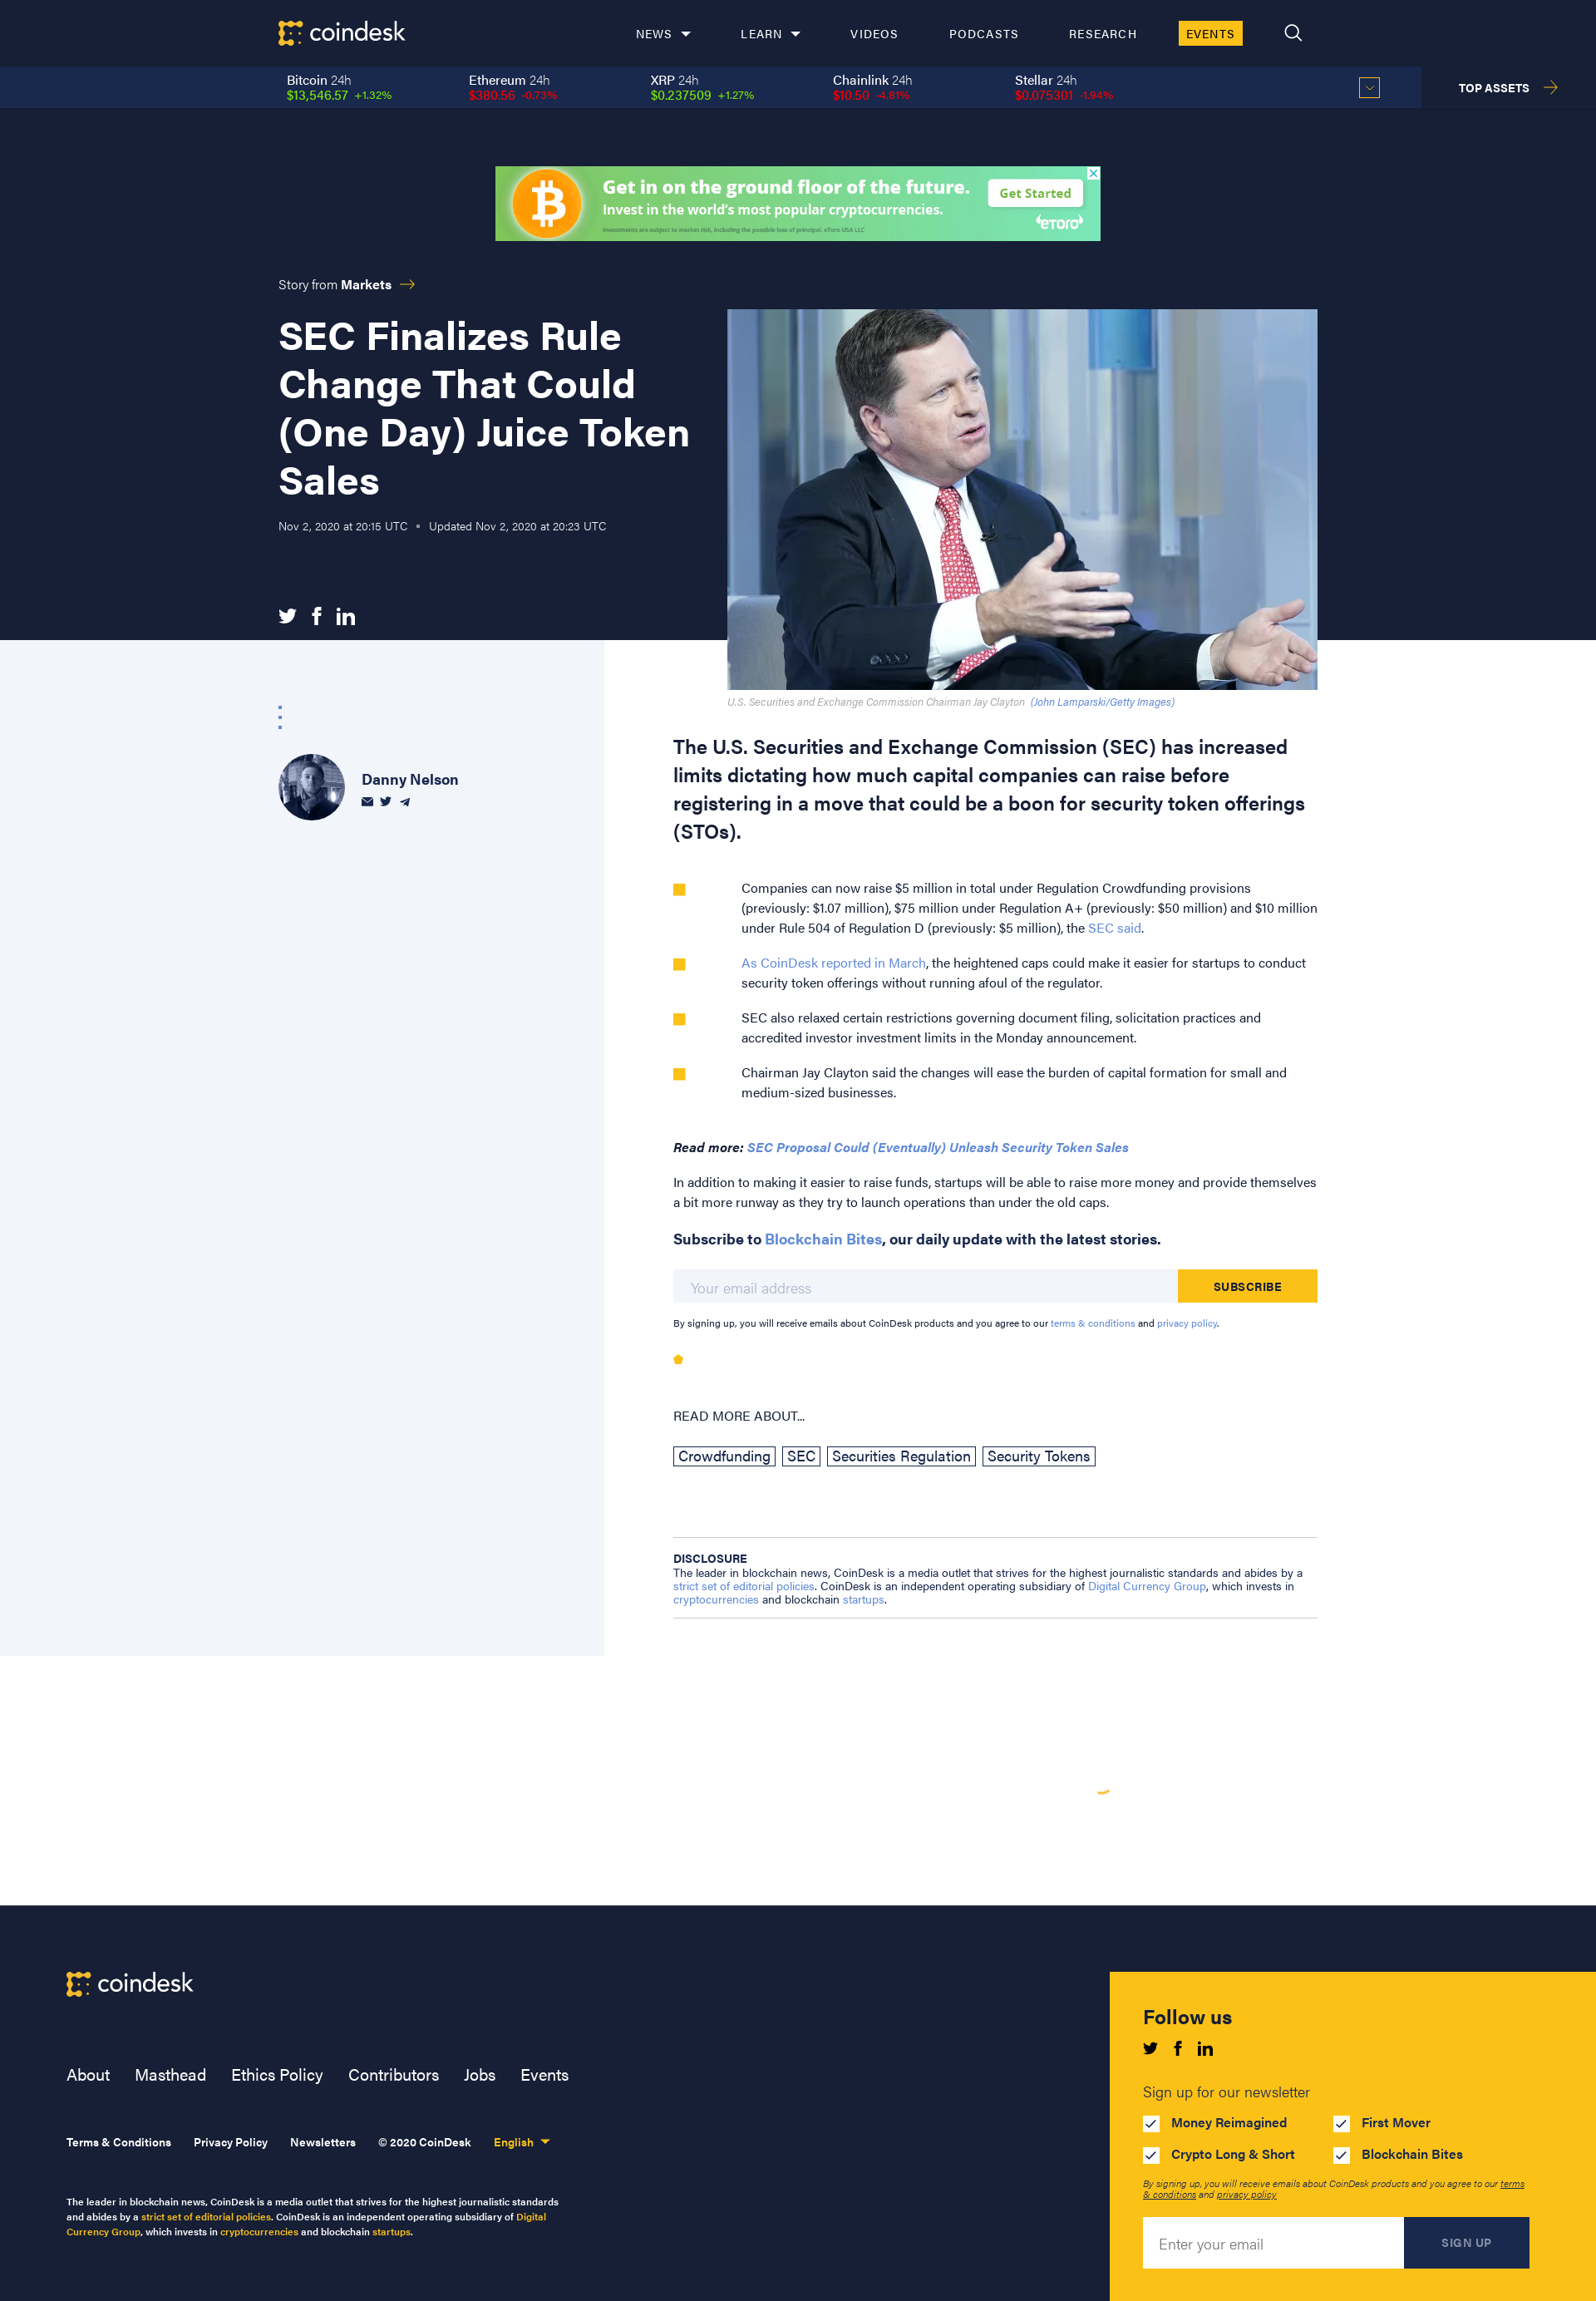 coindesk
NEWS
LEARN
VIDEOS
PODCASTS
RESEARCH
EVENTS
Bitcoin 24h
$13,546.57 +1.32%
Ethereum 24h
$380.56 -0.73%
XRP 24h
$0.237509 +1.27%
Chainlink 24h
$10.50 -4.81%
Stellar 24h
$0.075301 -1.94%
TOP ASSETS
Get in on the ground floor of the future.
Invest in the world's most popular cryptocurrencies.
Investments are subject to market risk, including the possible loss of principal. eToro USA LLC
Get Started
eToro
Story from Markets
SEC Finalizes Rule
Change That Could
(One Day) Juice Token
Sales
Nov 2, 2020 at 20:15 UTC ▪ Updated Nov 2, 2020 at 20:23 UTC
U.S. Securities and Exchange Commission Chairman Jay Clayton (John Lamparski/Getty Images)
Danny Nelson
The U.S. Securities and Exchange Commission (SEC) has increased
limits dictating how much capital companies can raise before
registering in a move that could be a boon for security token offerings
(STOs).
Companies can now raise $5 million in total under Regulation Crowdfunding provisions
(previously: $1.07 million), $75 million under Regulation A+ (previously: $50 million) and $10 million
under Rule 504 of Regulation D (previously: $5 million), the SEC said.
As CoinDesk reported in March, the heightened caps could make it easier for startups to conduct
security token offerings without running afoul of the regulator.
SEC also relaxed certain restrictions governing document filing, solicitation practices and
accredited investor investment limits in the Monday announcement.
Chairman Jay Clayton said the changes will ease the burden of capital formation for small and
medium-sized businesses.
Read more: SEC Proposal Could (Eventually) Unleash Security Token Sales
In addition to making it easier to raise funds, startups will be able to raise more money and provide themselves
a bit more runway as they try to launch operations than under the old caps.
Subscribe to Blockchain Bites, our daily update with the latest stories.
Your email address
SUBSCRIBE
By signing up, you will receive emails about CoinDesk products and you agree to our terms & conditions and privacy policy.
READ MORE ABOUT...
Crowdfunding
SEC
Securities Regulation
Security Tokens
DISCLOSURE
The leader in blockchain news, CoinDesk is a media outlet that strives for the highest journalistic standards and abides by a
strict set of editorial policies. CoinDesk is an independent operating subsidiary of Digital Currency Group, which invests in
cryptocurrencies and blockchain startups.
coindesk
About
Masthead
Ethics Policy
Contributors
Jobs
Events
Terms & Conditions
Privacy Policy
Newsletters
© 2020 CoinDesk
English
The leader in blockchain news, CoinDesk is a media outlet that strives for the highest journalistic standards
and abides by a strict set of editorial policies. CoinDesk is an independent operating subsidiary of Digital
Currency Group, which invests in cryptocurrencies and blockchain startups.
Follow us
Sign up for our newsletter
Money Reimagined
First Mover
Crypto Long & Short
Blockchain Bites
By signing up, you will receive emails about CoinDesk products and you agree to our terms
& conditions and privacy policy
Enter your email
SIGN UP